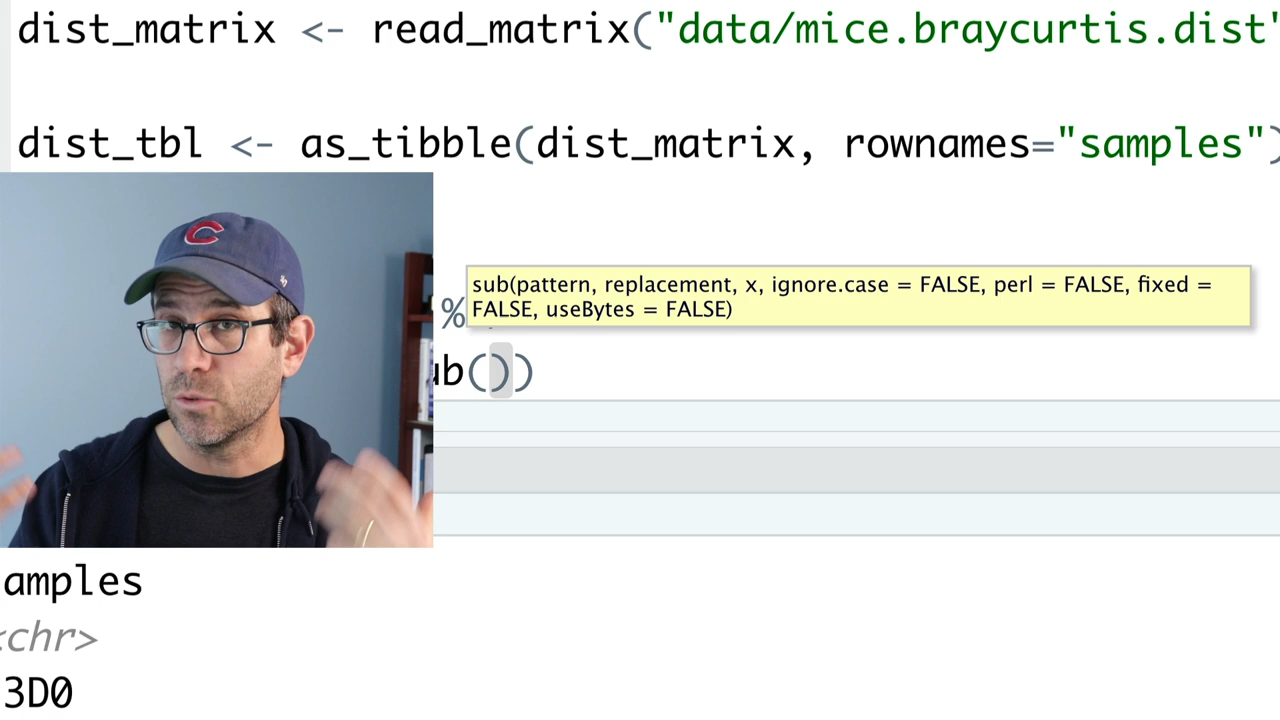 dist_matrix <- read_matrix("data/mice.braycurtis.dist"
dist_tbl <- as_tibble(dist_matrix, rownames="samples")
C
sub(pattern, replacement, x, ignore.case = FALSE, perl = FALSE, fixed =
FALSE, useBytes = FALSE)
%
ub())
amples
<chr>
3D0